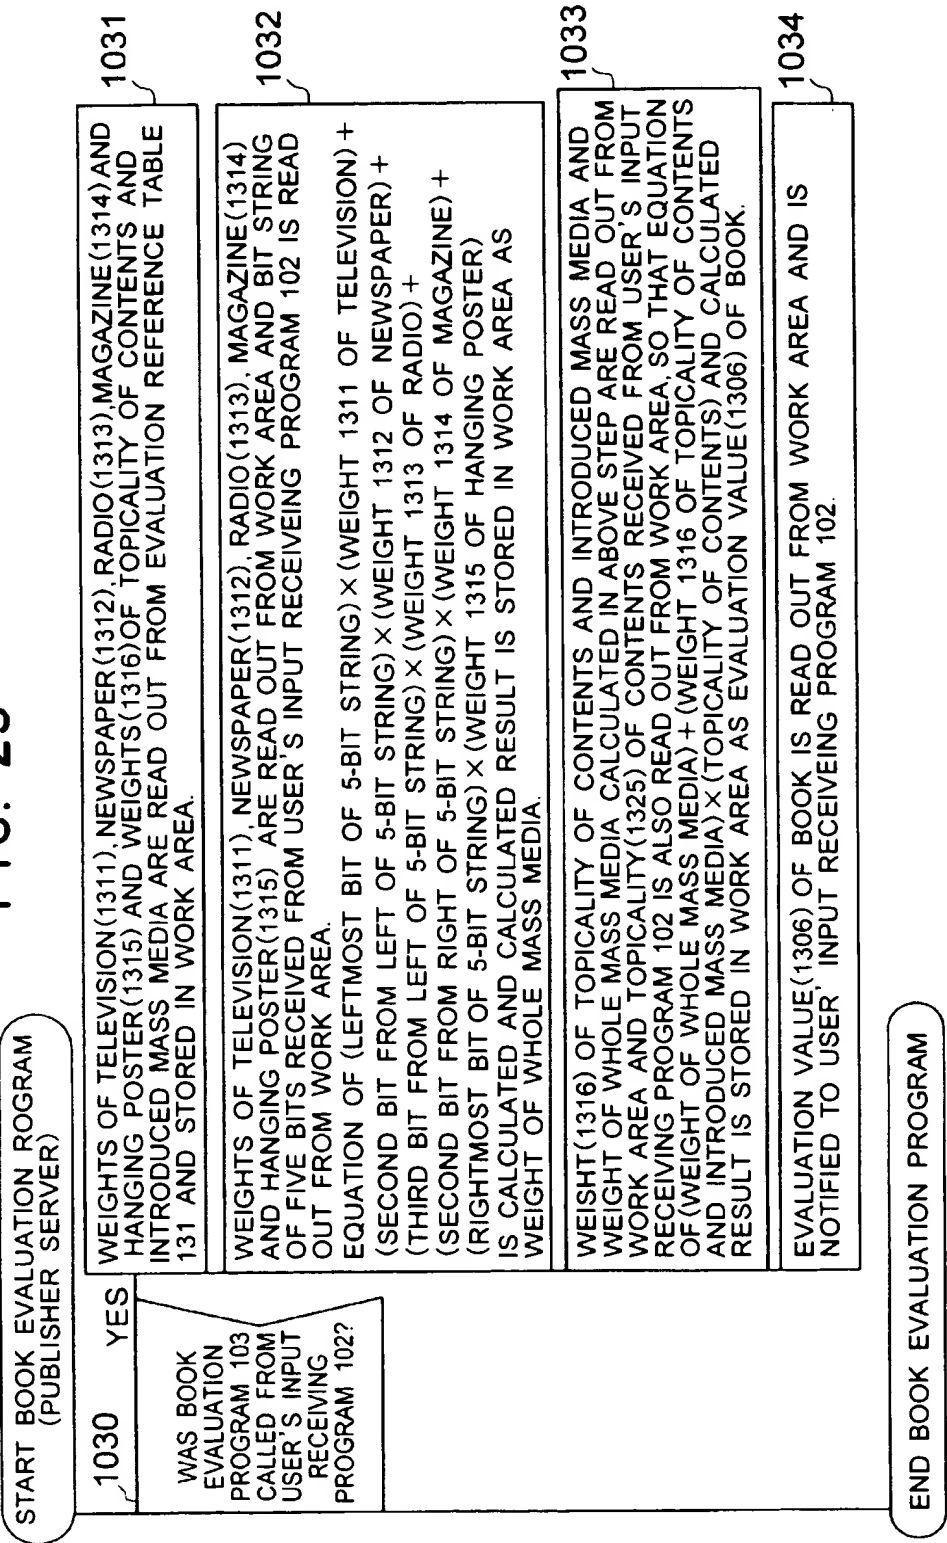 FIG. 23
START BOOK EVALUATION ROGRAM
(PUBLISHER SERVER)
1030
YES
WAS BOOK
EVALUATION
PROGRAM 103
CALLED FROM
USER'S INPUT
RECEIVING
PROGRAM 102?
1031
WEIGHTS OF TELEVISION(1311), NEWSPAPER(1312), RADIO(1313), MAGAZINE(1314) AND
HANGING POSTER(1315) AND WEIGHTS(1316) OF TOPICALITY OF CONTENTS AND
INTRODUCED MASS MEDIA ARE READ OUT FROM EVALUATION REFERENCE TABLE
131 AND STORED IN WORK AREA.
1032
WEIGHTS OF TELEVISION(1311), NEWSPAPER(1312), RADIO(1313), MAGAZINE(1314)
AND HANGING POSTER(1315) ARE READ OUT FROM WORK AREA AND BIT STRING
OF FIVE BITS RECEIVED FROM USER'S INPUT RECEIVEING PROGRAM 102 IS READ
OUT FROM WORK AREA.
EQUATION OF (LEFTMOST BIT OF 5-BIT STRING)×(WEIGHT 1311 OF TELEVISION)+
(SECOND BIT FROM LEFT OF 5-BIT STRING)×(WEIGHT 1312 OF NEWSPAPER)+
(THIRD BIT FROM LEFT OF 5-BIT STRING)×(WEIGHT 1313 OF RADIO)+
(SECOND BIT FROM RIGHT OF 5-BIT STRING)×(WEIGHT 1314 OF MAGAZINE)+
(RIGHTMOST BIT OF 5-BIT STRING)×(WEIGHT 1315 OF HANGING POSTER)
IS CALCULATED AND CALCULATED RESULT IS STORED IN WORK AREA AS
WEIGHT OF WHOLE MASS MEDIA.
1033
WEISHT(1316) OF TOPICALITY OF CONTENTS AND INTRODUCED MASS MEDIA AND
WEIGHT OF WHOLE MASS MEDIA CALCULATED IN ABOVE STEP ARE READ OUT FROM
WORK AREA AND TOPICALITY(1325) OF CONTENTS RECEIVED FROM USER'S INPUT
RECEIVING PROGRAM 102 IS ALSO READ OUT FROM WORK AREA, SO THAT EQUATION
OF (WEIGHT OF WHOLE MASS MEDIA)+(WEIGHT 1316 OF TOPICALITY OF CONTENTS
AND INTRODUCED MASS MEDIA)×(TOPICALITY OF CONTENTS) AND CALCULATED
RESULT IS STORED IN WORK AREA AS EVALUATION VALUE(1306) OF BOOK.
1034
EVALUATION VALUE(1306) OF BOOK IS READ OUT FROM WORK AREA AND IS
NOTIFIED TO USER' INPUT RECEIVING PROGRAM 102.
END BOOK EVALUATION PROGRAM